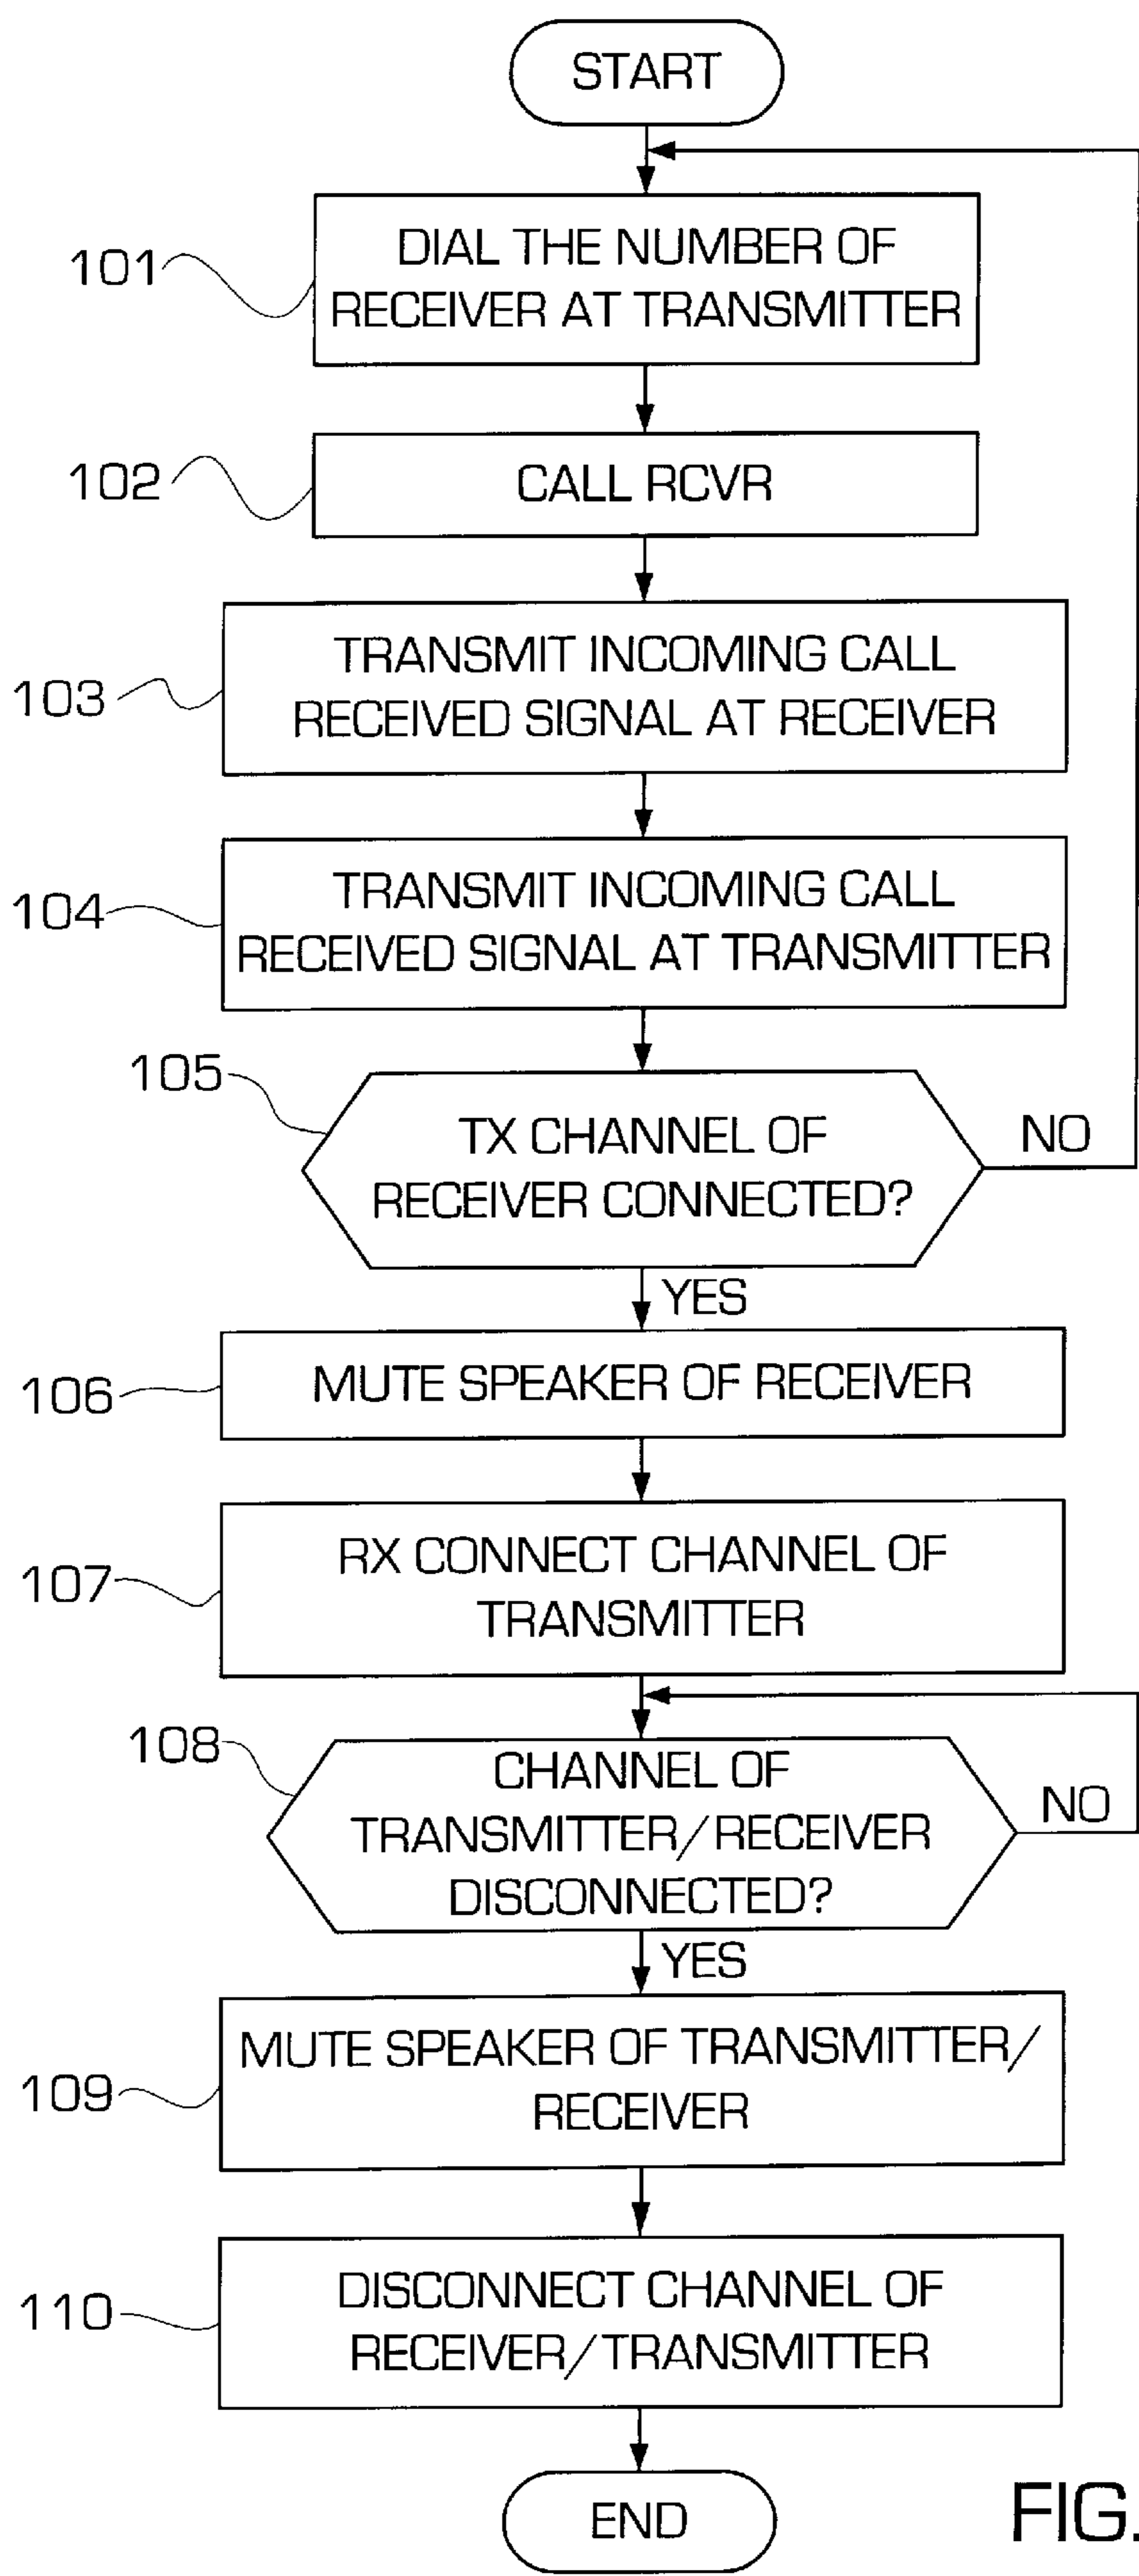 START
101
DIAL THE NUMBER OF
RECEIVER AT TRANSMITTER
102
CALL RCVR
103
TRANSMIT INCOMING CALL
RECEIVED SIGNAL AT RECEIVER
104
TRANSMIT INCOMING CALL
RECEIVED SIGNAL AT TRANSMITTER
105
TX CHANNEL OF
RECEIVER CONNECTED?
NO
YES
106
MUTE SPEAKER OF RECEIVER
107
RX CONNECT CHANNEL OF
TRANSMITTER
108
CHANNEL OF
TRANSMITTER/RECEIVER
DISCONNECTED?
NO
YES
109
MUTE SPEAKER OF TRANSMITTER/
RECEIVER
110
DISCONNECT CHANNEL OF
RECEIVER/TRANSMITTER
END
FIG.